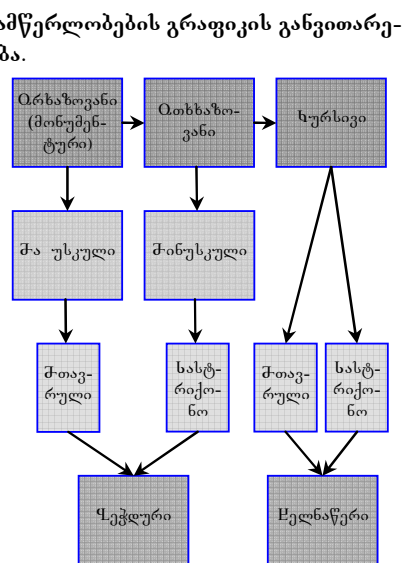 ამწერლობების გრაფიკის განვითარე-
ბა.
ორხაზოვანი
(მონუმენ-
ტური)
ოთხხაზო-
ვანი
კურსივი
მა უსკული
მინუსკული
მთავ-
რული
სასტ-
რიქო-
ნო
მთავ-
რული
სასტ-
რიქო-
ნო
ბეჭდური
ხელნაწერი